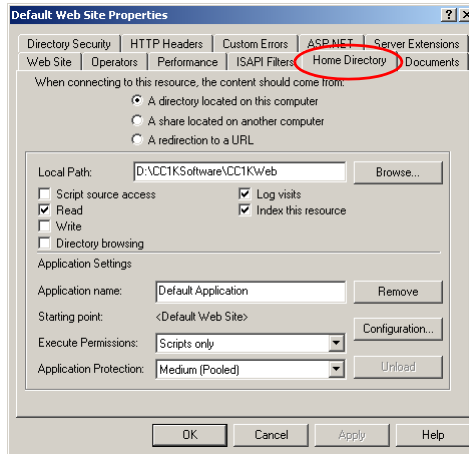 Default Web Site Properties
Directory Security HTTP Headers Custom Errors ASP.NET Server Extensions
Web Site Operators Performance ISAPI Filters Home Directory Documents
When connecting to this resource, the content should come from:
A directory located on this computer
A share located on another computer
A redirection to a URL
Local Path: D:\CC1KSoftware\CC1KWeb Browse...
Script source access Log visits
Read Index this resource
Write
Directory browsing
Application Settings
Application name: Default Application Remove
Starting point: <Default Web Site>
Configuration...
Execute Permissions: Scripts only
Application Protection: Medium (Pooled) Unload
OK Cancel Apply Help